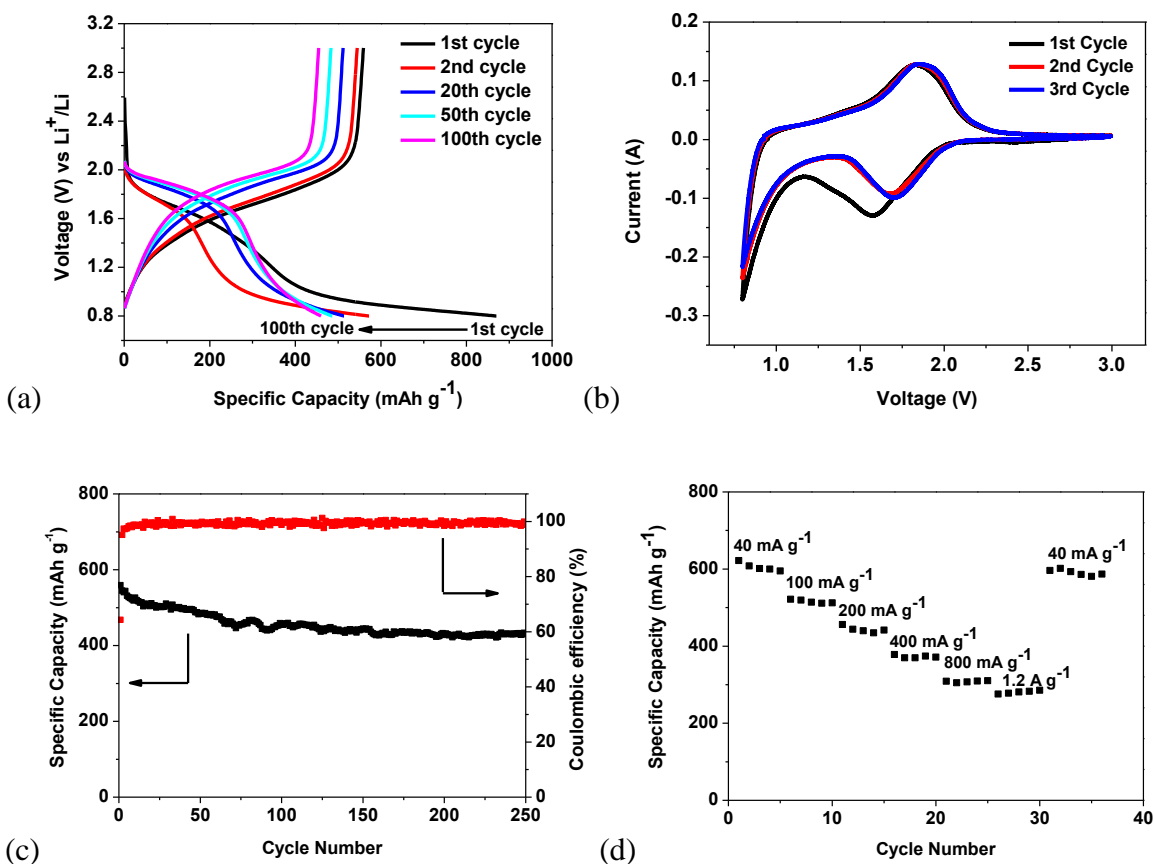 3.2
2.8
2.4
2.0
1.6
1.2
0.8
Voltage (V) vs Li+/Li
1st cycle
2nd cycle
20th cycle
50th cycle
100th cycle
100th cycle
1st cycle
0 200 400 600 800 1000
Specific Capacity (mAh g-1)
(a)
0.2
0.1
0.0
-0.1
-0.2
-0.3
Current (A)
1st Cycle
2nd Cycle
3rd Cycle
1.0 1.5 2.0 2.5 3.0
Voltage (V)
(b)
800
600
400
200
0
Specific Capacity (mAh g-1)
100
80
60
40
20
0
Coulombic efficiency (%)
0 50 100 150 200 250
Cycle Number
(c)
800
600
400
200
0
Specific Capacity (mAh g-1)
40 mA g-1
100 mA g-1
200 mA g-1
400 mA g-1
800 mA g-1
1.2 A g-1
40 mA g-1
0 10 20 30 40
Cycle Number
(d)